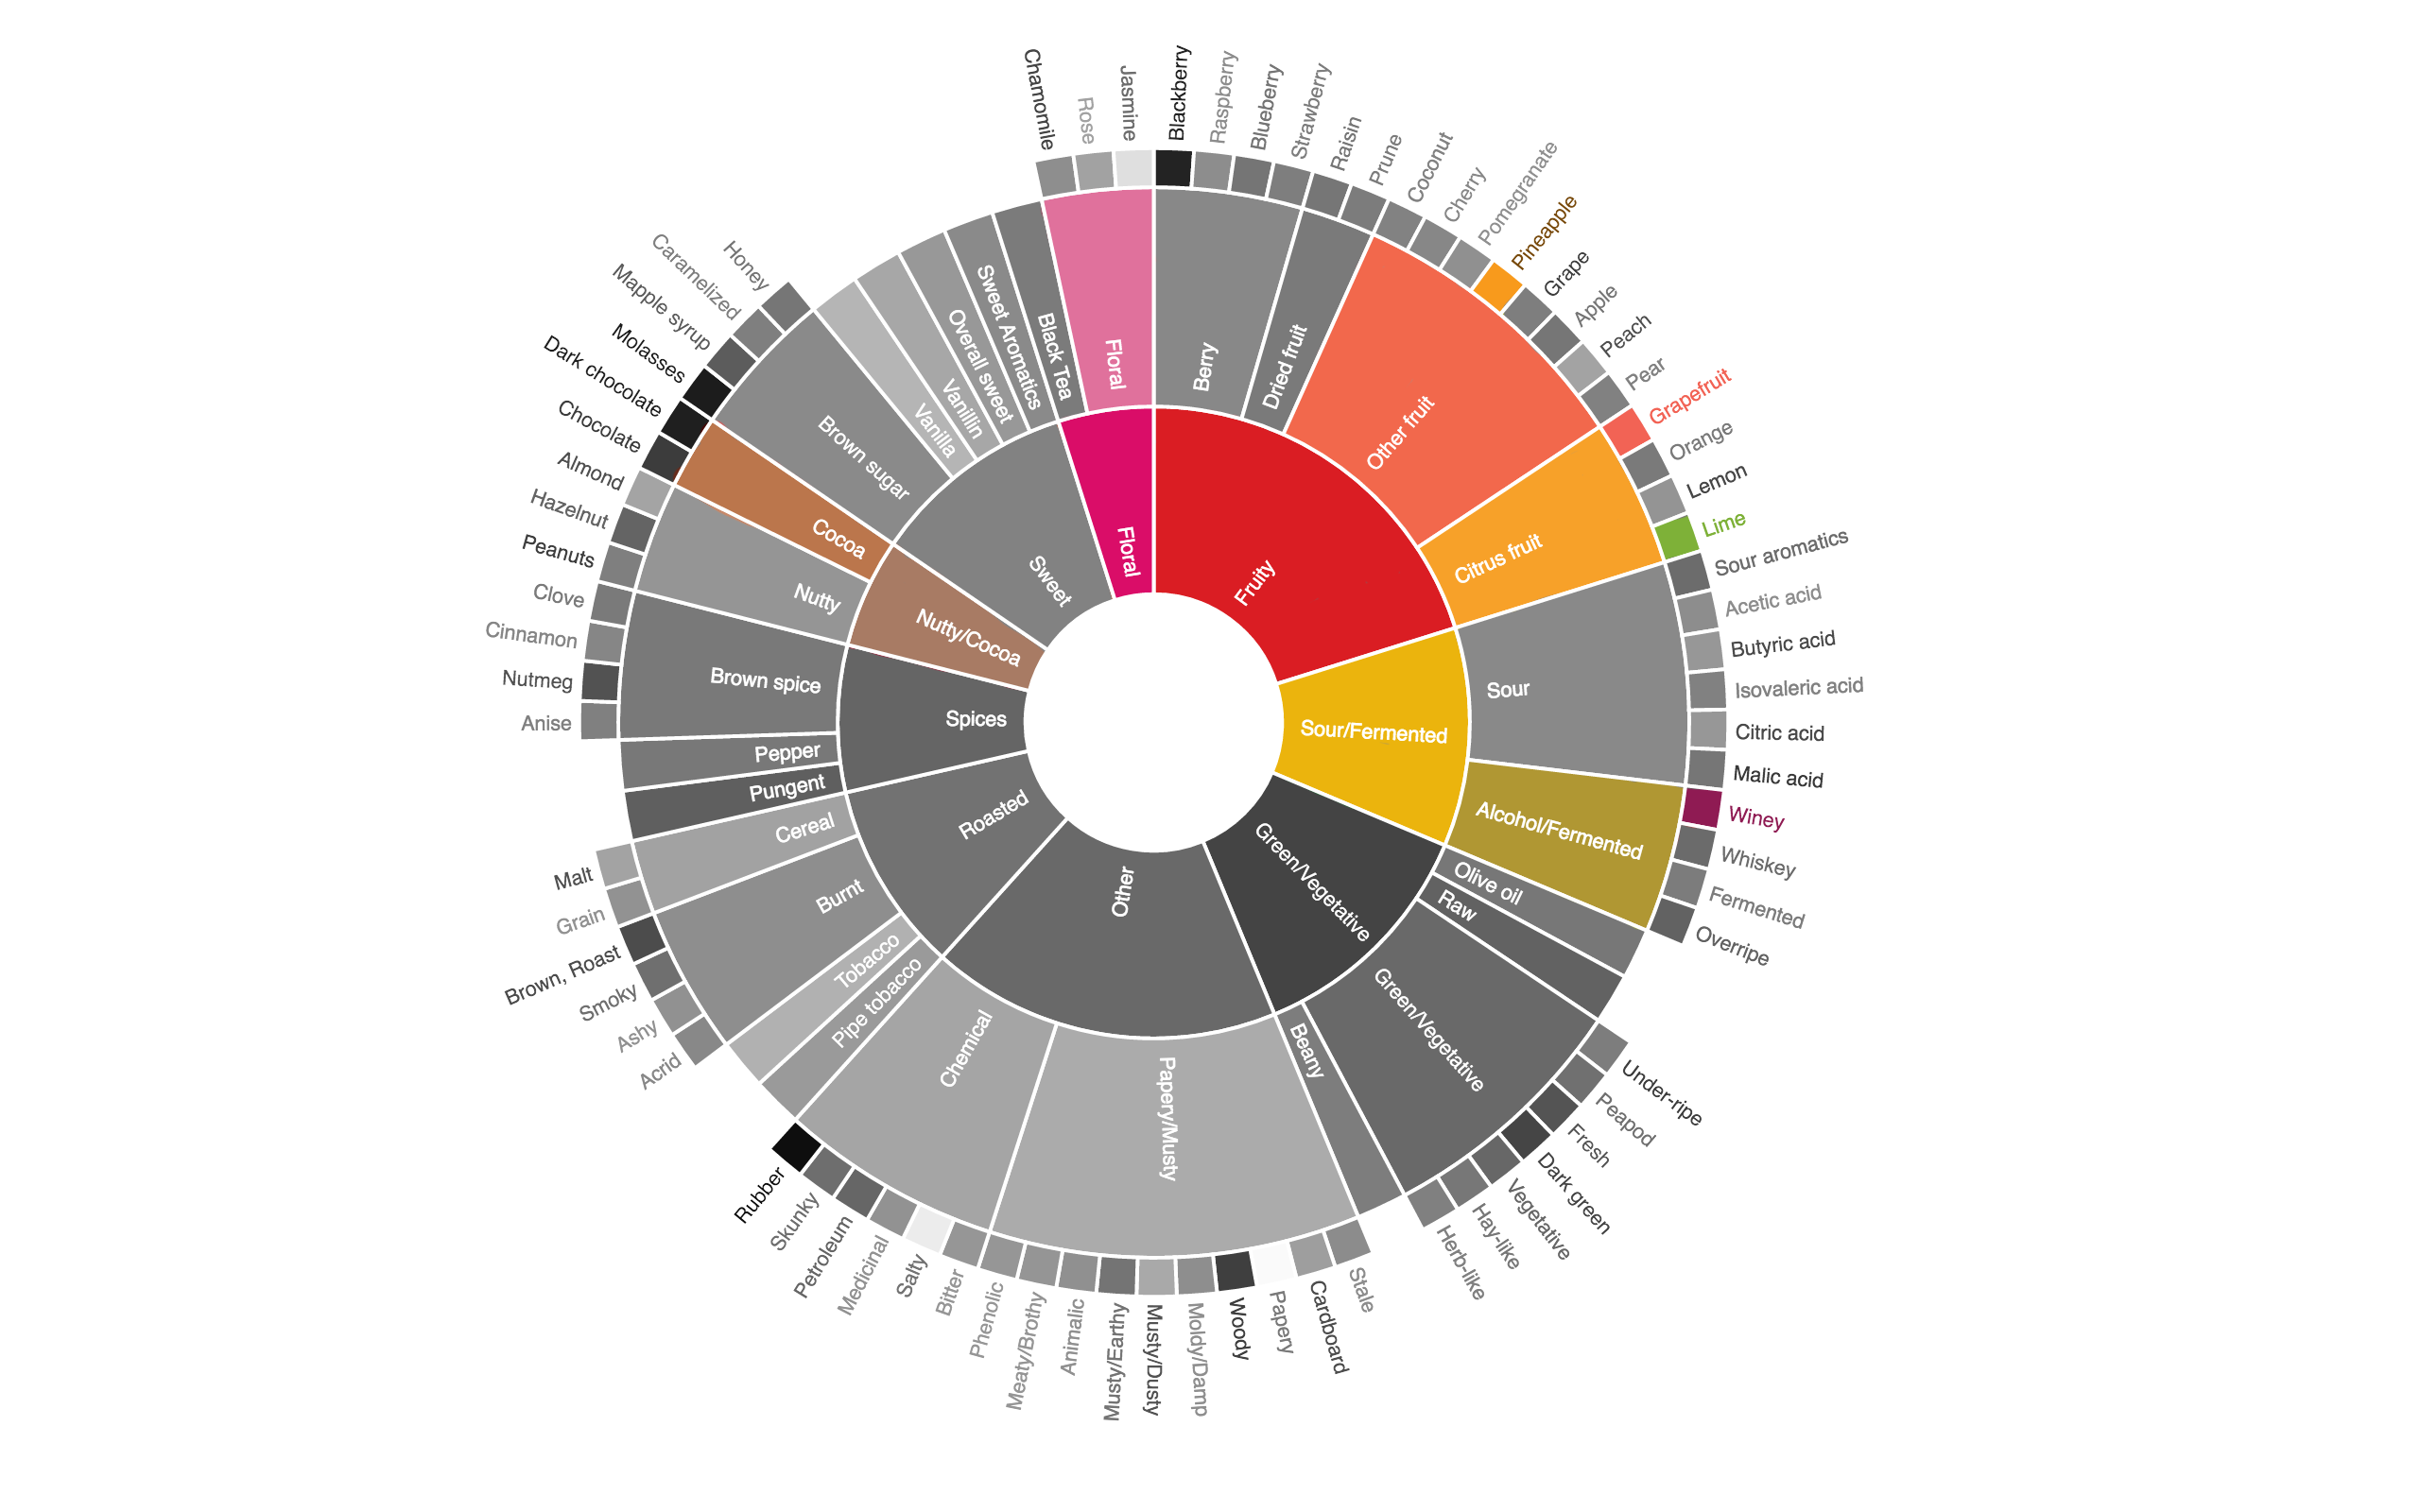 Fruity
Sour/Fermented
Green/Vegetative
Other
Roasted
Spices
Nutty/Cocoa
Sweet
Floral
Berry
Dried fruit
Other fruit
Citrus fruit
Sour
Alcohol/Fermented
Olive oil
Raw
Green/Vegetative
Beany
Papery/Musty
Chemical
Pipe tobacco
Tobacco
Burnt
Cereal
Pungent
Pepper
Brown spice
Nutty
Cocoa
Brown sugar
Vanilla
Vanillin
Overall sweet
Sweet Aromatics
Black Tea
Floral
Blackberry
Raspberry
Blueberry
Strawberry
Raisin
Prune
Coconut
Cherry
Pomegranate
Pineapple
Grape
Apple
Peach
Pear
Grapefruit
Orange
Lemon
Lime
Sour aromatics
Acetic acid
Butyric acid
Isovaleric acid
Citric acid
Malic acid
Winey
Whiskey
Fermented
Overripe
Under-ripe
Peapod
Fresh
Dark green
Vegetative
Hay-like
Herb-like
Stale
Cardboard
Papery
Woody
Moldy/Damp
Musty/Dusty
Musty/Earthy
Animalic
Meaty/Brothy
Phenolic
Bitter
Salty
Medicinal
Petroleum
Skunky
Rubber
Acrid
Ashy
Smoky
Brown, Roast
Grain
Malt
Anise
Nutmeg
Cinnamon
Clove
Peanuts
Hazelnut
Almond
Chocolate
Dark chocolate
Molasses
Mapple syrup
Caramelized
Honey
Chamomile
Rose
Jasmine